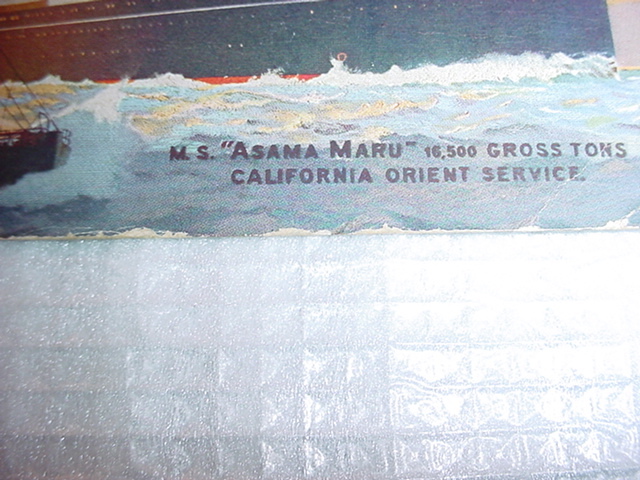 M.S. "ASAMA MARU" 16,500 GROSS TONS
CALIFORNIA ORIENT SERVICE.